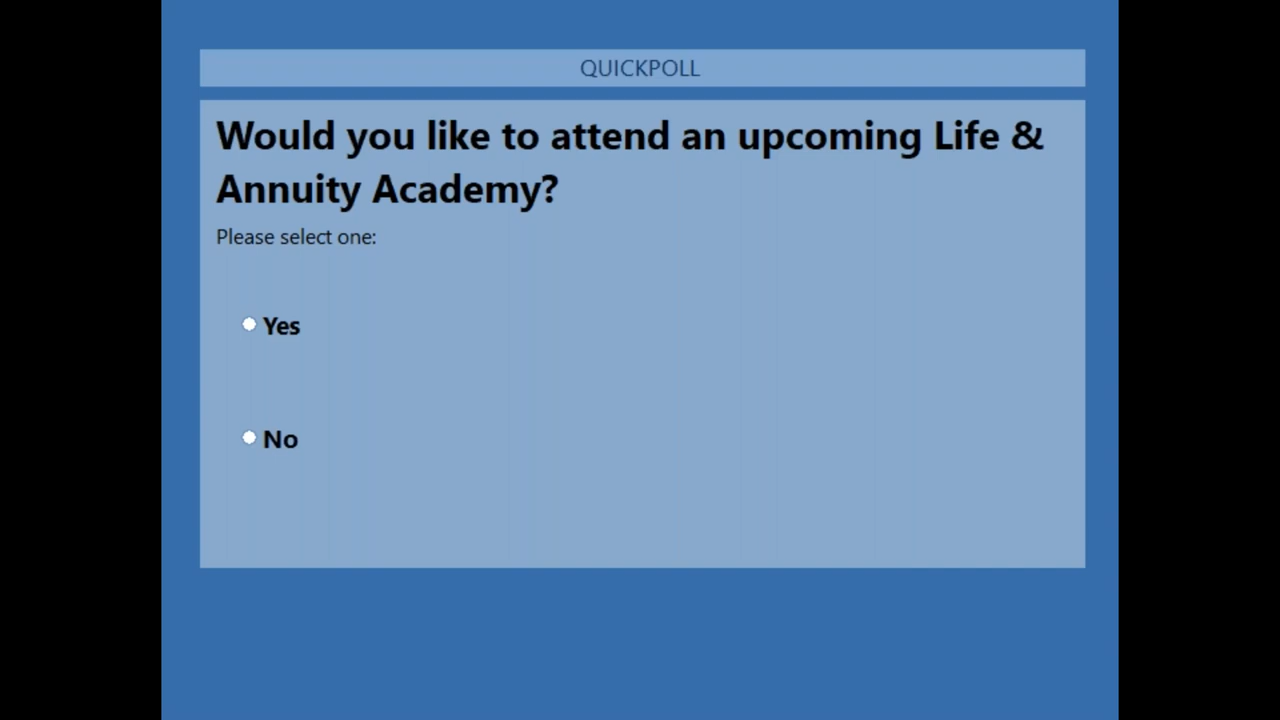 QUICKPOLL
Would you like to attend an upcoming Life &
Annuity Academy?
Please select one:
Yes
No